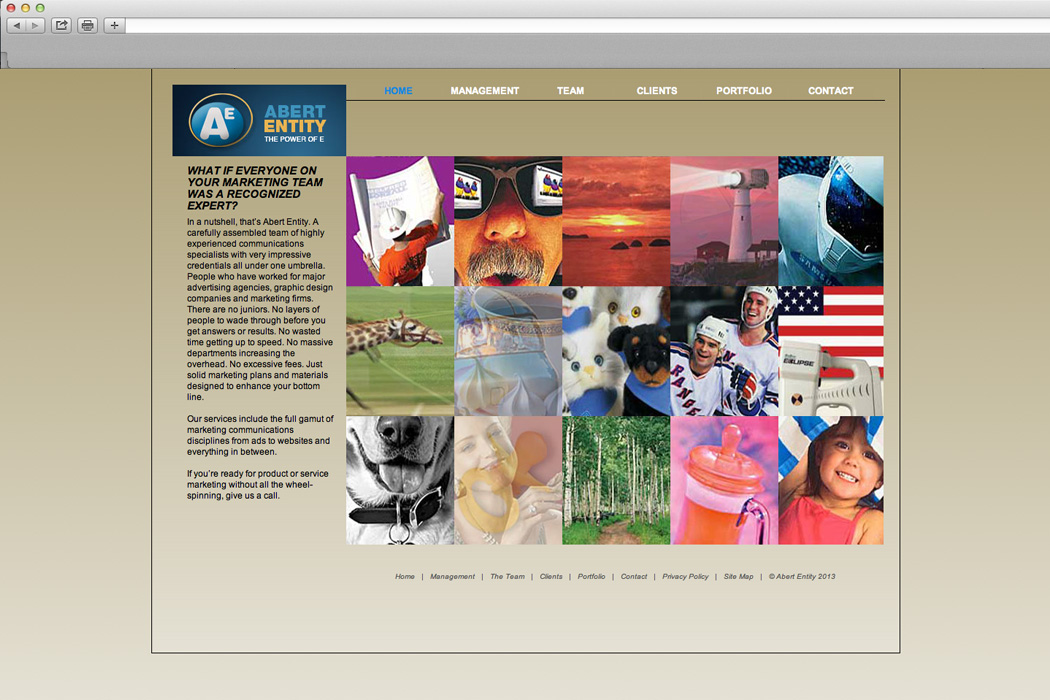 HOME MANAGEMENT TEAM CLIENTS PORTFOLIO CONTACT
AE
ABERT
ENTITY
THE POWER OF E
WHAT IF EVERYONE ON
YOUR MARKETING TEAM
WAS A RECOGNIZED
EXPERT?
In a nutshell, that's Abert Entity. A
carefully assembled team of highly
experienced communications
specialists with very impressive
credentials all under one umbrella.
People who have worked for major
advertising agencies, graphic design
companies and marketing firms.
There are no juniors. No layers of
people to wade through before you
get answers or results. No wasted
time getting up to speed. No massive
departments increasing the
overhead. No excessive fees. Just
solid marketing plans and materials
designed to enhance your bottom
line.
Our services include the full gamut of
marketing communications
disciplines from ads to websites and
everything in between.
If you're ready for product or service
marketing without all the wheel-
spinning, give us a call.
RANGE
ECLIPSE
Home | Management | The Team | Clients | Portfolio | Contact | Privacy Policy | Site Map | © Abert Entity 2013